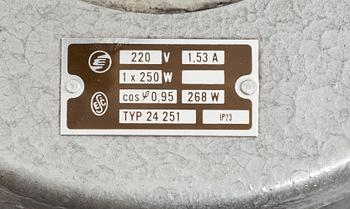 220 V 1.53 A
1 x 250 W
cos φ 0,95 268 W
TYP 24 251 IP23